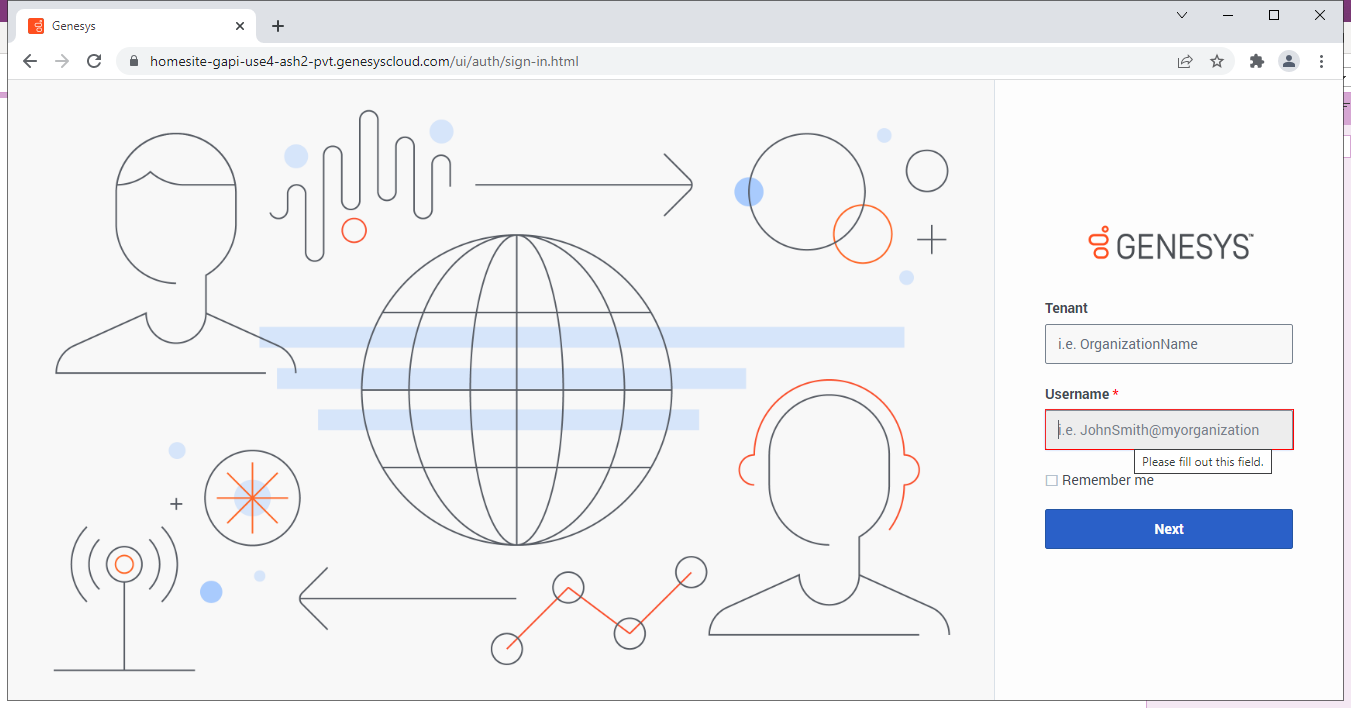 Genesys
homesite-gapi-use4-ash2-pvt.genesyscloud.com/ui/auth/sign-in.html
GENESYS™
Tenant
i.e. OrganizationName
Username *
i.e. JohnSmith@myorganization
Please fill out this field.
Remember me
Next